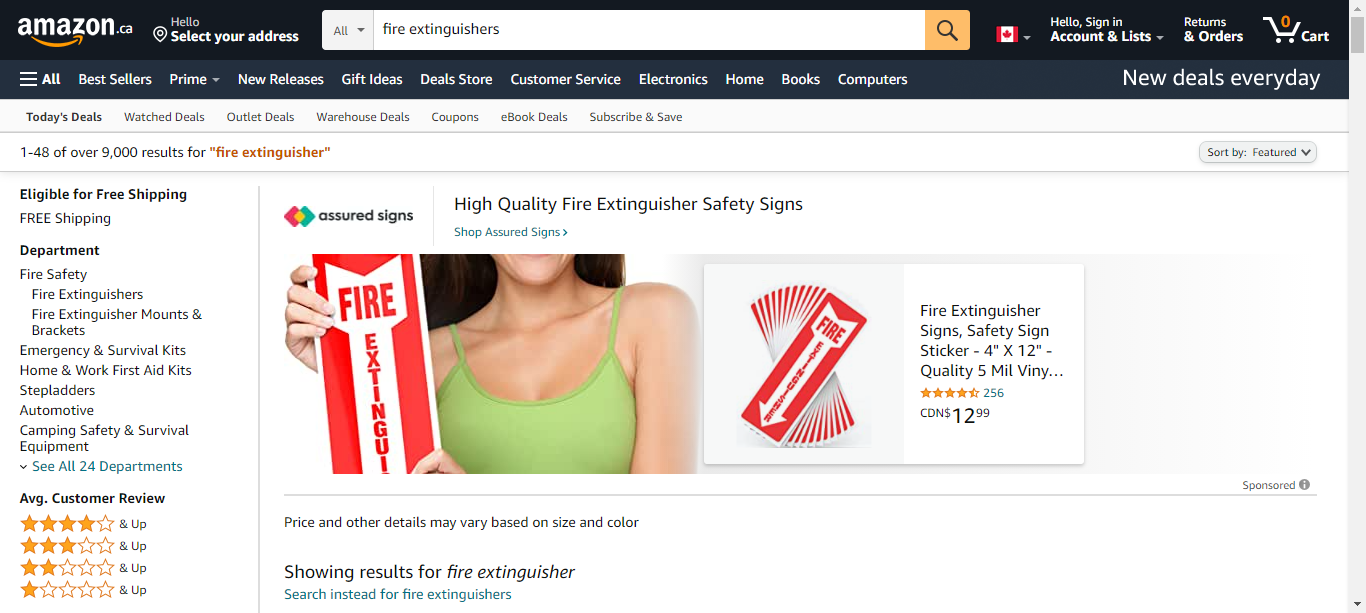 amazon.ca
Hello
Select your address
All
fire extinguishers
Hello, Sign in
Account & Lists
Returns
& Orders
0
Cart
All
Best Sellers
Prime
New Releases
Gift Ideas
Deals Store
Customer Service
Electronics
Home
Books
Computers
New deals everyday
Today's Deals
Watched Deals
Outlet Deals
Warehouse Deals
Coupons
eBook Deals
Subscribe & Save
1-48 of over 9,000 results for "fire extinguisher"
Sort by: Featured
Eligible for Free Shipping
FREE Shipping
Department
Fire Safety
Fire Extinguishers
Fire Extinguisher Mounts &
Brackets
Emergency & Survival Kits
Home & Work First Aid Kits
Stepladders
Automotive
Camping Safety & Survival
Equipment
See All 24 Departments
Avg. Customer Review
& Up
& Up
& Up
& Up
assured signs
High Quality Fire Extinguisher Safety Signs
Shop Assured Signs ›
FIRE
EXTINGUI
FIRE
EXTINGUISHER
Fire Extinguisher
Signs, Safety Sign
Sticker - 4" X 12" -
Quality 5 Mil Viny…
256
CDN$ 12 99
Sponsored
Price and other details may vary based on size and color
Showing results for fire extinguisher
Search instead for fire extinguishers